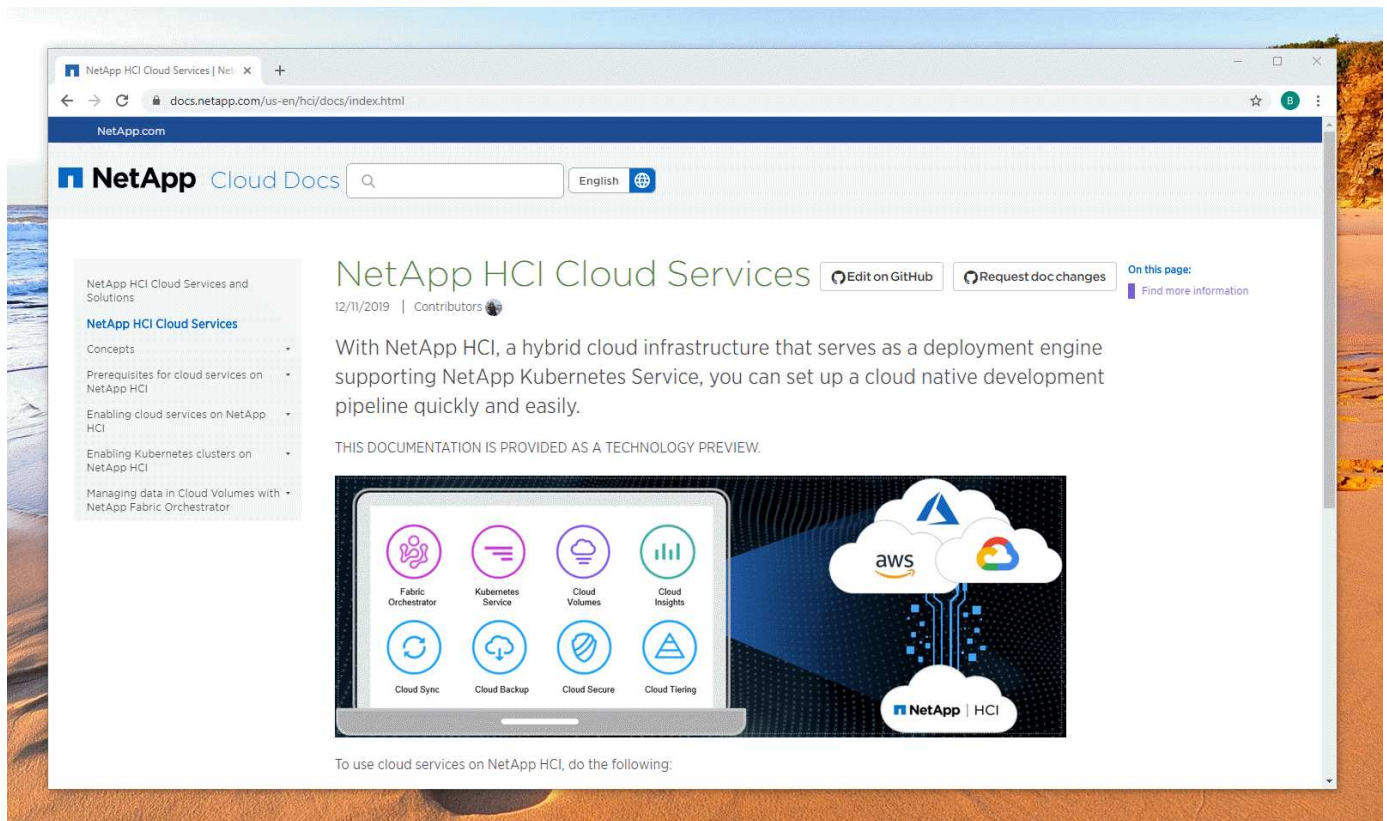 NetApp HCI Cloud Services | Net
docs.netapp.com/us-en/hci/docs/index.html
B
NetApp.com
NetApp Cloud Docs
English
NetApp HCI Cloud Services and
Solutions
NetApp HCI Cloud Services
Concepts
Prerequisites for cloud services on
NetApp HCI
Enabling cloud services on NetApp
HCI
Enabling Kubernetes clusters on
NetApp HCI
Managing data in Cloud Volumes with
NetApp Fabric Orchestrator
NetApp HCI Cloud Services
Edit on GitHub
Request doc changes
On this page:
Find more information
12/11/2019 | Contributors
With NetApp HCI, a hybrid cloud infrastructure that serves as a deployment engine
supporting NetApp Kubernetes Service, you can set up a cloud native development
pipeline quickly and easily.
THIS DOCUMENTATION IS PROVIDED AS A TECHNOLOGY PREVIEW.
Fabric
Orchestrator
Kubernetes
Service
Cloud
Volumes
Cloud
Insights
Cloud Sync
Cloud Backup
Cloud Secure
Cloud Tiering
aws
NetApp | HCI
To use cloud services on NetApp HCI, do the following: